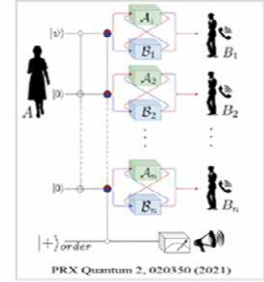 A₁
|ψ⟩
B₁ B₁
A
A₂
|0⟩
B₂ B₂
Aₙ
|0⟩
Bₙ Bₙ
|+⟩order
PRX Quantum 2, 020350 (2021)